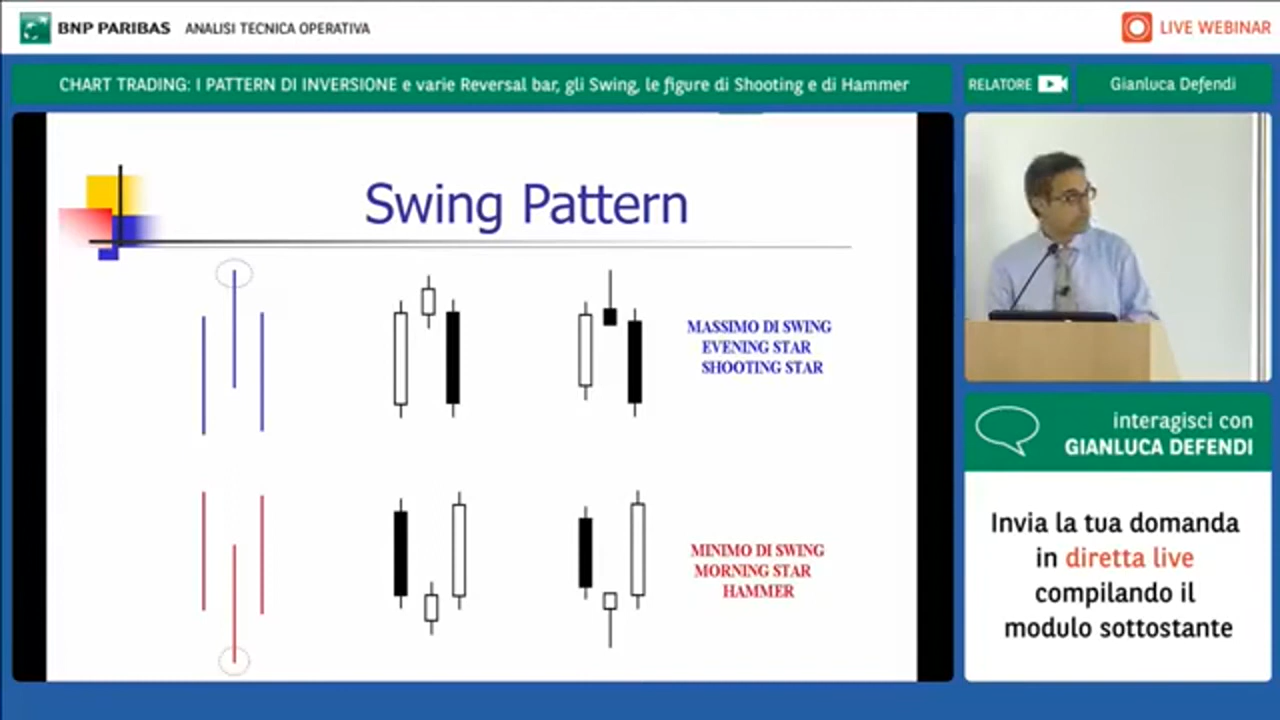 BNP PARIBAS ANALISI TECNICA OPERATIVA
LIVE WEBINAR
CHART TRADING: I PATTERN DI INVERSIONE e varie Reversal bar, gli Swing, le figure di Shooting e di Hammer
RELATORE
Gianluca Defendi
Swing Pattern
MASSIMO DI SWING
EVENING STAR
SHOOTING STAR
MINIMO DI SWING
MORNING STAR
HAMMER
interagisci con
GIANLUCA DEFENDI
Invia la tua domanda
in diretta live
compilando il
modulo sottostante